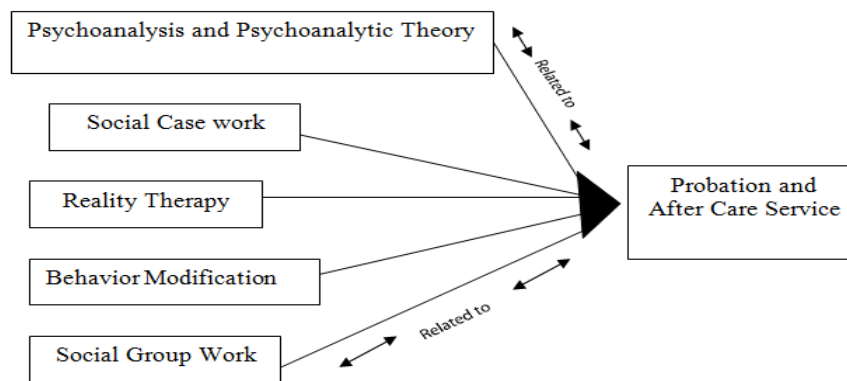 Psychoanalysis and Psychoanalytic Theory
Related to
Social Case work
Reality Therapy
Probation and
After Care Service
Behavior Modification
Related to
Social Group Work